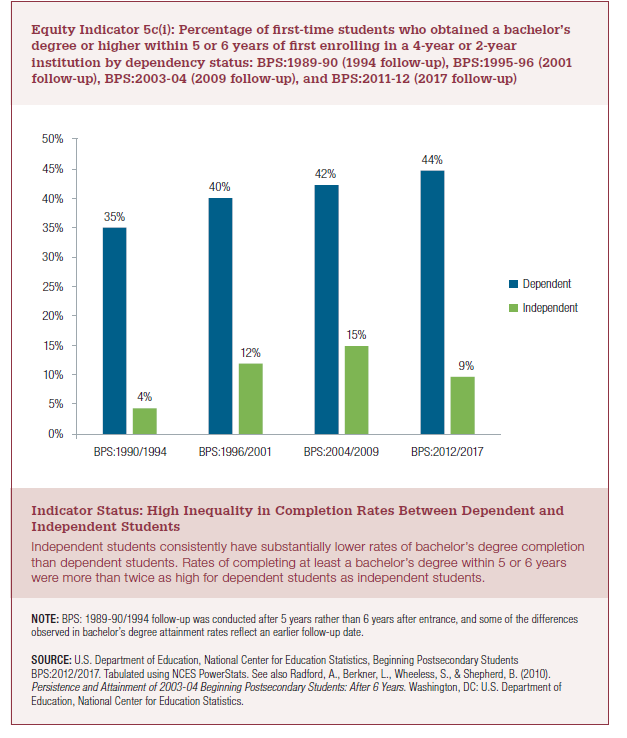 Equity Indicator 5c(i): Percentage of first-time students who obtained a bachelor's
degree or higher within 5 or 6 years of first enrolling in a 4-year or 2-year
institution by dependency status: BPS:1989-90 (1994 follow-up), BPS:1995-96 (2001
follow-up), BPS:2003-04 (2009 follow-up), and BPS:2011-12 (2017 follow-up)
50%
45%
40%
35%
30%
25%
20%
15%
10%
5%
0%
35%
4%
40%
12%
42%
15%
44%
9%
BPS:1990/1994
BPS:1996/2001
BPS:2004/2009
BPS:2012/2017
Dependent
Independent
Indicator Status: High Inequality in Completion Rates Between Dependent and
Independent Students
Independent students consistently have substantially lower rates of bachelor's degree completion
than dependent students. Rates of completing at least a bachelor's degree within 5 or 6 years
were more than twice as high for dependent students as independent students.
NOTE: BPS: 1989-90/1994 follow-up was conducted after 5 years rather than 6 years after entrance, and some of the differences
observed in bachelor's degree attainment rates reflect an earlier follow-up date.
SOURCE: U.S. Department of Education, National Center for Education Statistics, Beginning Postsecondary Students
BPS:2012/2017. Tabulated using NCES PowerStats. See also Radford, A., Berkner, L., Wheeless, S., & Shepherd, B. (2010).
Persistence and Attainment of 2003-04 Beginning Postsecondary Students: After 6 Years. Washington, DC: U.S. Department of
Education, National Center for Education Statistics.